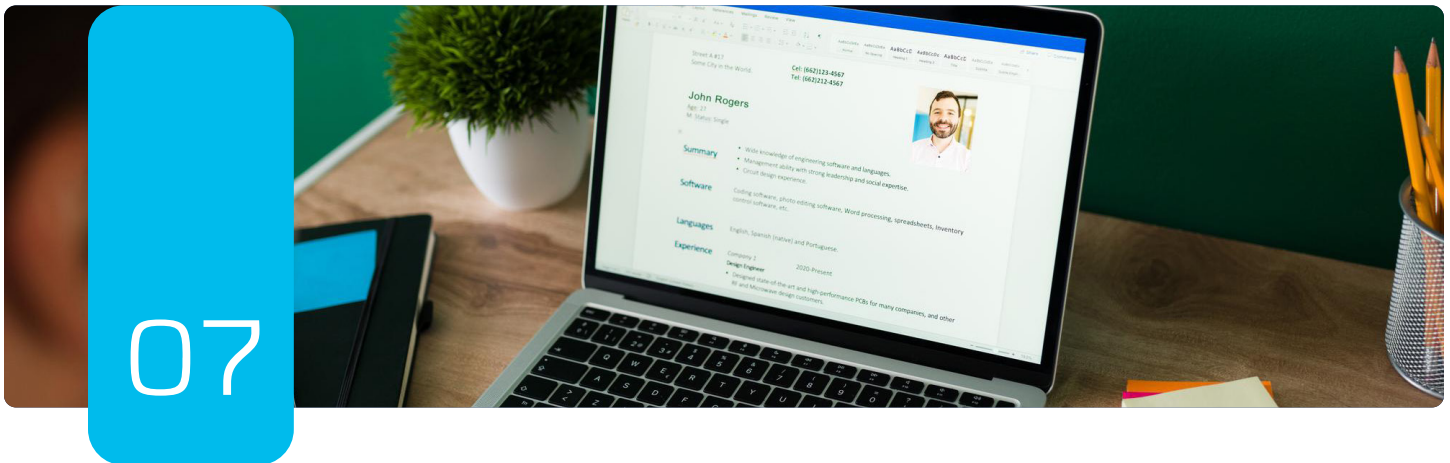 07
Street A #17
Some City in the World.
Cel: (662)123-4567
Tel: (662)212-4567
John Rogers
Age: 27
M. Status: Single
Summary
Wide knowledge of engineering software and languages.
Management ability with strong leadership and social expertise.
Circuit design experience.
Software
Coding software, photo editing software, Word processing, spreadsheets, Inventory
control software, etc.
Languages
English, Spanish (native) and Portuguese.
Experience
Company 1
2020-Present
Design Engineer
Designed state-of-the art and high-performance PCBs for many companies, and other
RF and Microwave design customers.